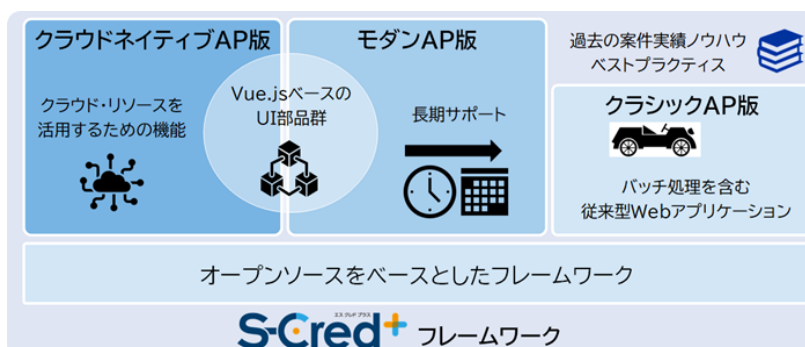 クラウドネイティブAP版
クラウド・リソースを
活用するための機能
Vue.jsベースの
UI部品群
モダンAP版
長期サポート
過去の案件実績ノウハウ
ベストプラクティス
クラシックAP版
バッチ処理を含む
従来型Webアプリケーション
オープンソースをベースとしたフレームワーク
エス クレド プラス
S-Cred+ フレームワーク